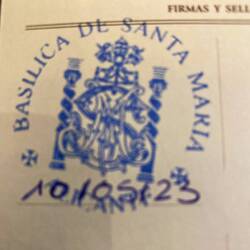 FIRMAS Y SELL
BASILICA DE SANTA MARIA
10/05/23